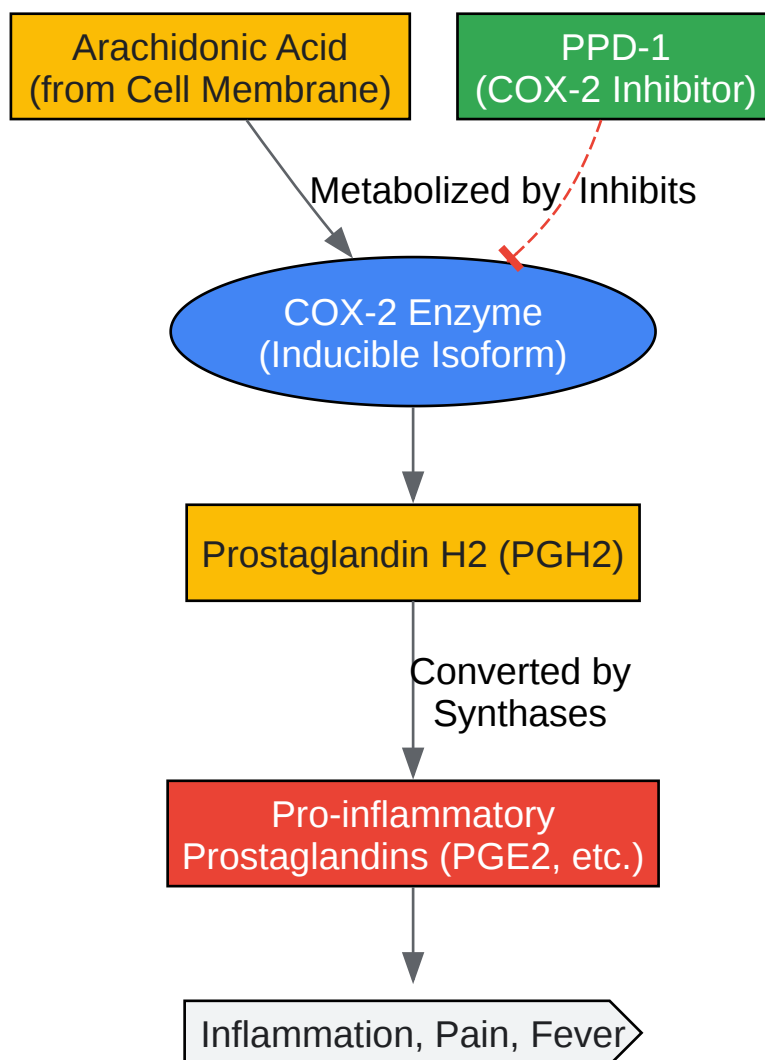 Arachidonic Acid
(from Cell Membrane)
PPD-1
(COX-2 Inhibitor)
Metabolized by
Inhibits
COX-2 Enzyme
(Inducible Isoform)
Prostaglandin H2 (PGH2)
Converted by
Synthases
Pro-inflammatory
Prostaglandins (PGE2, etc.)
Inflammation, Pain, Fever